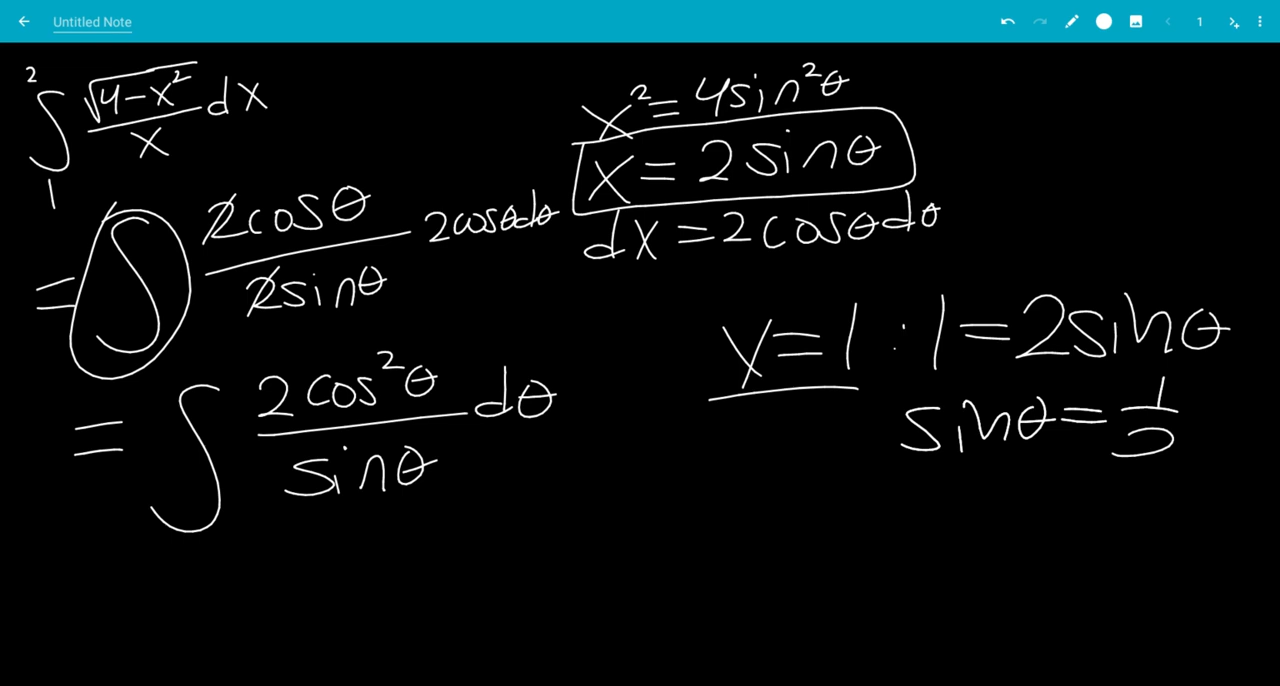 Untitled Note
1
∫₁² √(4-x²)/x dx
x² = 4sin²θ
x = 2sinθ
dx = 2cosθdθ
= ∫ 2cosθ/2sinθ 2cosθdθ
y=1 : 1=2sinθ
sinθ=1/2
= ∫ 2cos²θ/sinθ dθ